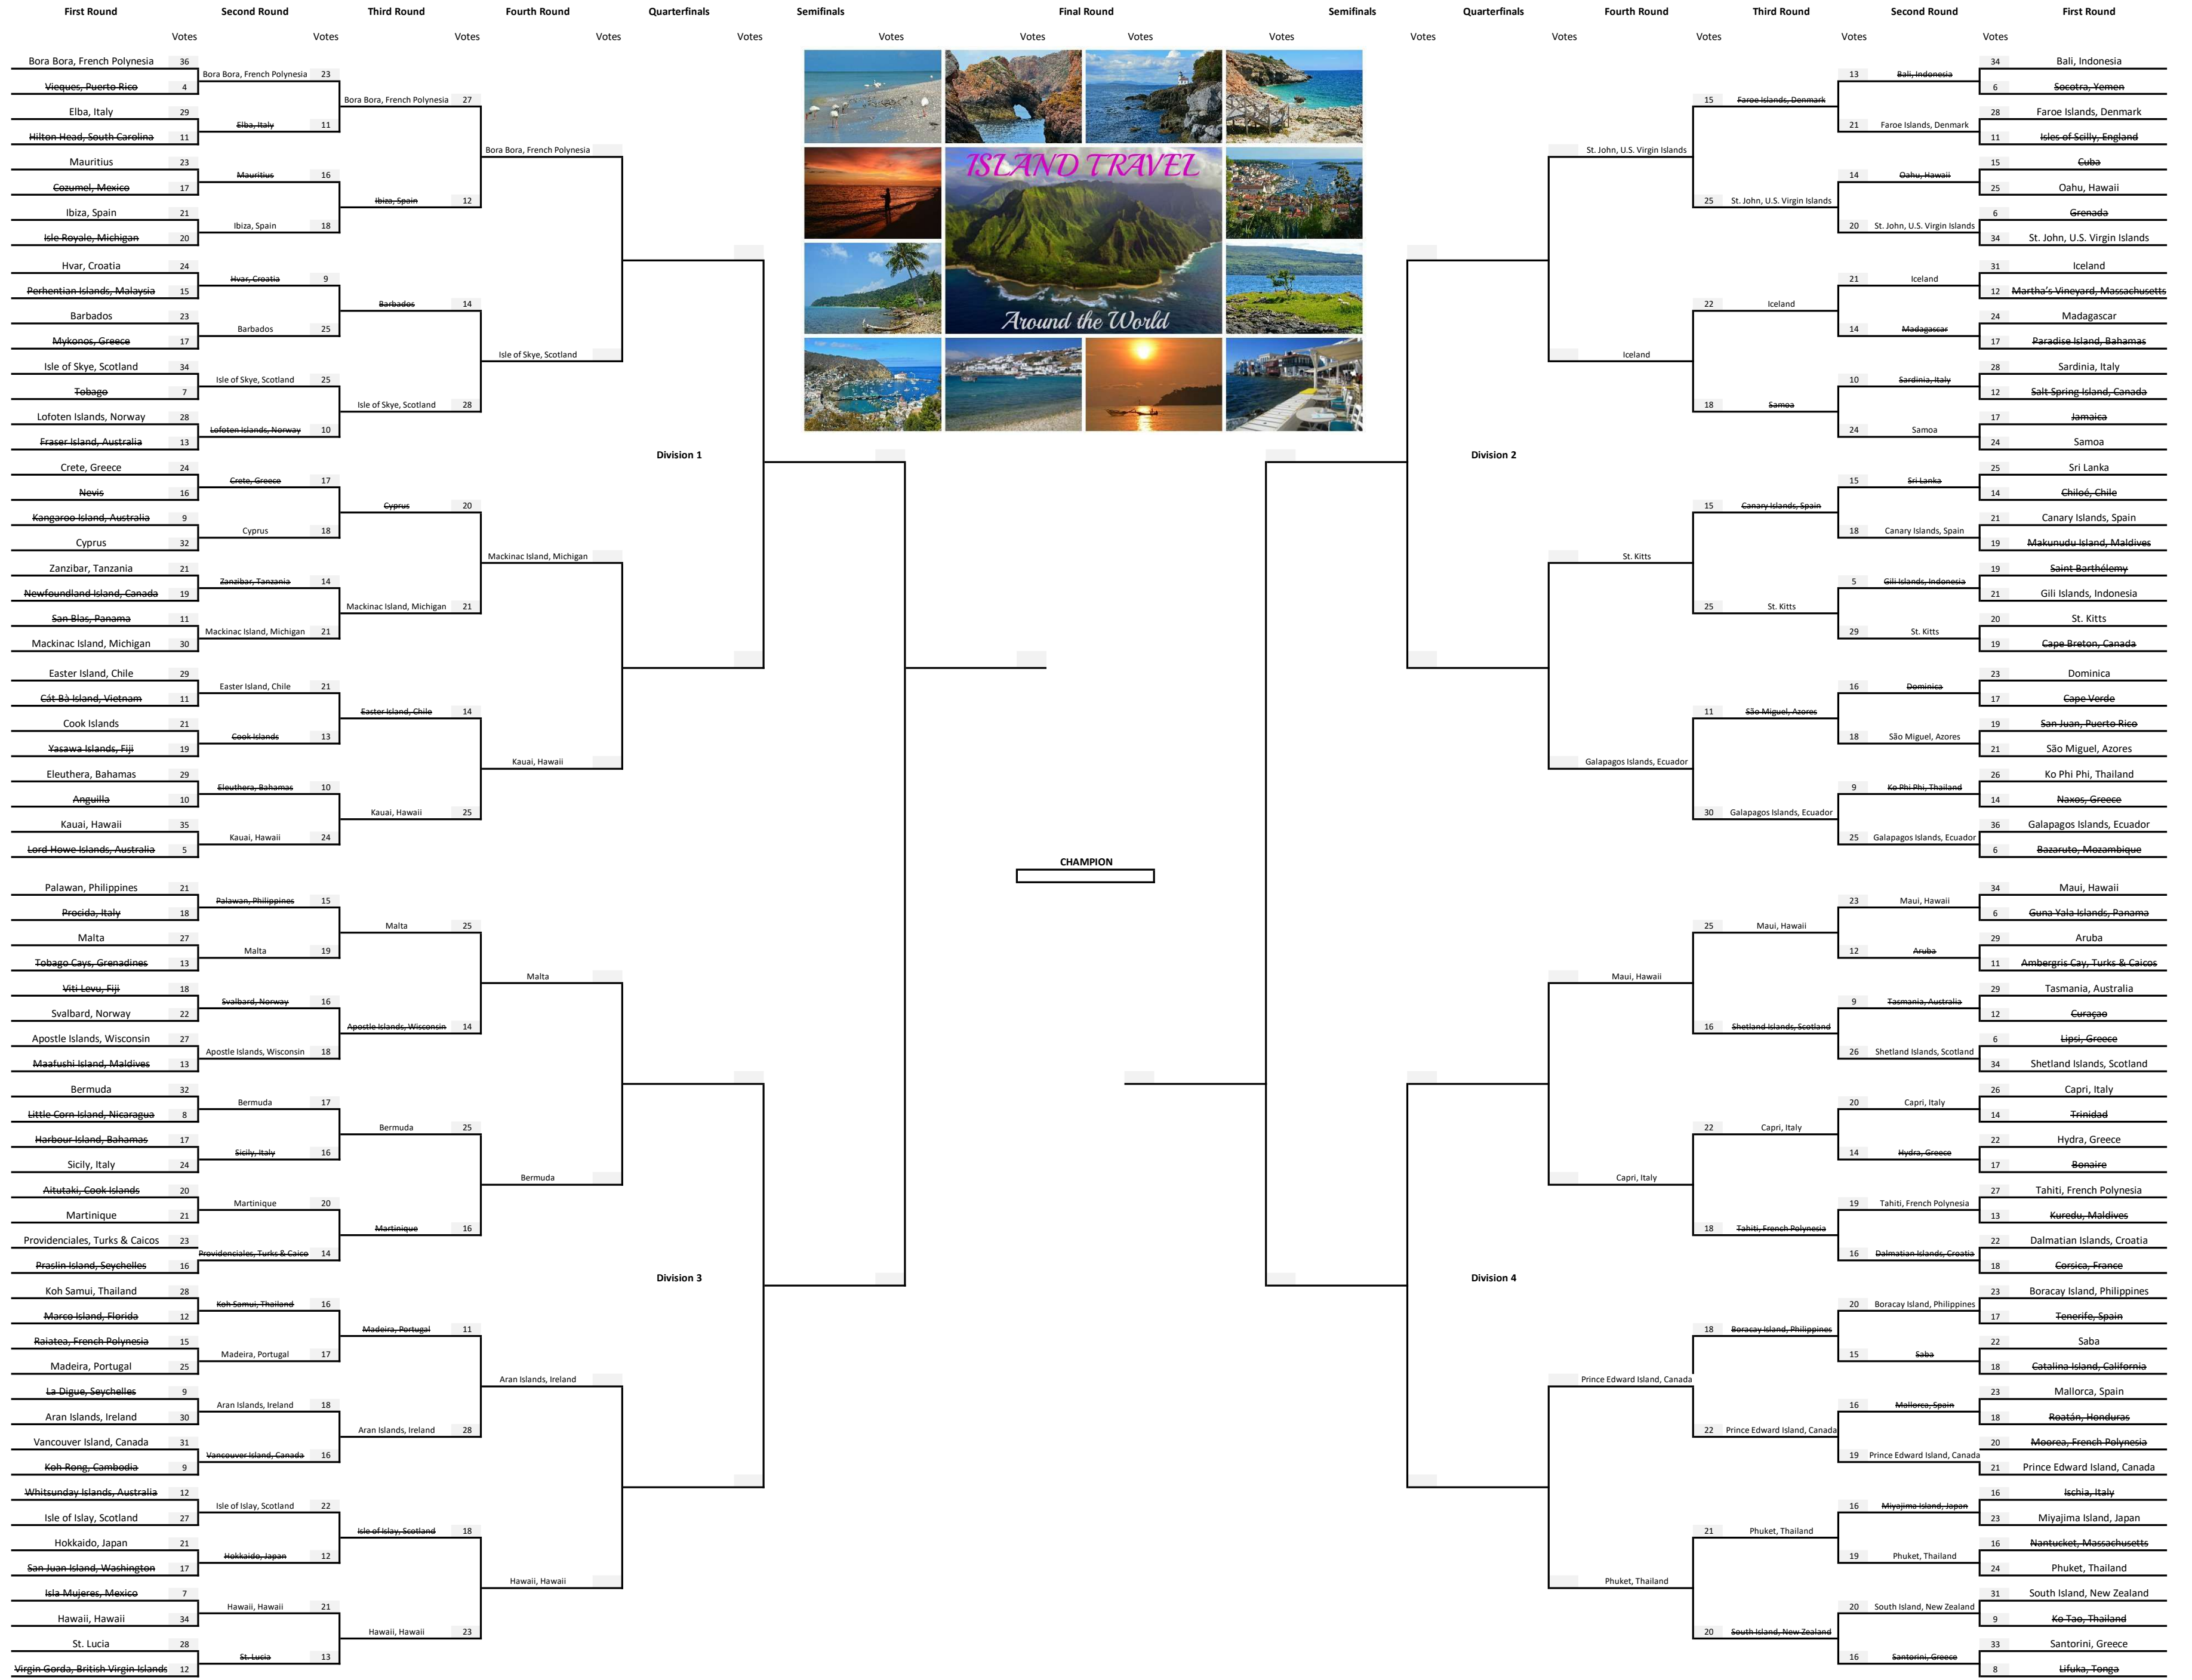 First Round Second Round Third Round Fourth Round Quarterfinals Semifinals Final Round Semifinals Quarterfinals Fourth Round Third Round Second Round First Round
Votes Votes Votes Votes Votes Votes Votes Votes Votes Votes Votes Votes Votes Votes
ISLAND TRAVEL
Around the World
Division 1
Bora Bora, French Polynesia 36
Vieques, Puerto Rico 4
Elba, Italy 29
Hilton Head, South Carolina 11
Mauritius 23
Cozumel, Mexico 17
Ibiza, Spain 21
Isle Royale, Michigan 20
Hvar, Croatia 24
Perhentian Islands, Malaysia 15
Barbados 23
Mykonos, Greece 17
Isle of Skye, Scotland 34
Tobago 7
Lofoten Islands, Norway 28
Fraser Island, Australia 13
Crete, Greece 24
Nevis 16
Kangaroo Island, Australia 9
Cyprus 32
Zanzibar, Tanzania 21
Newfoundland Island, Canada 19
San Blas, Panama 11
Mackinac Island, Michigan 30
Easter Island, Chile 29
Cát Bà Island, Vietnam 11
Cook Islands 21
Yasawa Islands, Fiji 19
Eleuthera, Bahamas 29
Anguilla 10
Kauai, Hawaii 35
Lord Howe Islands, Australia 5
Bora Bora, French Polynesia 23
Elba, Italy 11
Mauritius 16
Ibiza, Spain 18
Hvar, Croatia 9
Barbados 25
Isle of Skye, Scotland 25
Lofoten Islands, Norway 10
Crete, Greece 17
Cyprus 18
Zanzibar, Tanzania 14
Mackinac Island, Michigan 21
Easter Island, Chile 21
Cook Islands 13
Eleuthera, Bahamas 10
Kauai, Hawaii 24
Bora Bora, French Polynesia 27
Ibiza, Spain 12
Barbados 14
Isle of Skye, Scotland 28
Cyprus 20
Mackinac Island, Michigan 21
Easter Island, Chile 14
Kauai, Hawaii 25
Bora Bora, French Polynesia
Isle of Skye, Scotland
Mackinac Island, Michigan
Kauai, Hawaii
Division 3
Palawan, Philippines 21
Procida, Italy 18
Malta 27
Tobago Cays, Grenadines 13
Viti Levu, Fiji 18
Svalbard, Norway 22
Apostle Islands, Wisconsin 27
Maafushi Island, Maldives 13
Bermuda 32
Little Corn Island, Nicaragua 8
Harbour Island, Bahamas 17
Sicily, Italy 24
Aitutaki, Cook Islands 20
Martinique 21
Providenciales, Turks & Caicos 23
Praslin Island, Seychelles 16
Koh Samui, Thailand 28
Marco Island, Florida 12
Raiatea, French Polynesia 15
Madeira, Portugal 25
La Digue, Seychelles 9
Aran Islands, Ireland 30
Vancouver Island, Canada 31
Koh Rong, Cambodia 9
Whitsunday Islands, Australia 12
Isle of Islay, Scotland 27
Hokkaido, Japan 21
San Juan Island, Washington 17
Isla Mujeres, Mexico 7
Hawaii, Hawaii 34
St. Lucia 28
Virgin Gorda, British Virgin Islands 12
Palawan, Philippines 15
Malta 19
Svalbard, Norway 16
Apostle Islands, Wisconsin 18
Bermuda 17
Sicily, Italy 16
Martinique 20
Providenciales, Turks & Caico 14
Koh Samui, Thailand 16
Madeira, Portugal 17
Aran Islands, Ireland 18
Vancouver Island, Canada 16
Isle of Islay, Scotland 22
Hokkaido, Japan 12
Hawaii, Hawaii 21
St. Lucia 13
Malta 25
Apostle Islands, Wisconsin 14
Bermuda 25
Martinique 16
Madeira, Portugal 11
Aran Islands, Ireland 28
Isle of Islay, Scotland 18
Hawaii, Hawaii 23
Malta
Bermuda
Aran Islands, Ireland
Hawaii, Hawaii
CHAMPION
Division 2
St. John, U.S. Virgin Islands
Iceland
St. Kitts
Galapagos Islands, Ecuador
15 Faroe Islands, Denmark
25 St. John, U.S. Virgin Islands
22 Iceland
18 Samoa
15 Canary Islands, Spain
25 St. Kitts
11 São Miguel, Azores
30 Galapagos Islands, Ecuador
13 Bali, Indonesia
21 Faroe Islands, Denmark
14 Oahu, Hawaii
20 St. John, U.S. Virgin Islands
21 Iceland
14 Madagascar
10 Sardinia, Italy
24 Samoa
15 Sri Lanka
18 Canary Islands, Spain
5 Gili Islands, Indonesia
29 St. Kitts
16 Dominica
18 São Miguel, Azores
9 Ko Phi Phi, Thailand
25 Galapagos Islands, Ecuador
34 Bali, Indonesia
6 Socotra, Yemen
28 Faroe Islands, Denmark
11 Isles of Scilly, England
15 Cuba
25 Oahu, Hawaii
6 Grenada
34 St. John, U.S. Virgin Islands
31 Iceland
12 Martha's Vineyard, Massachusetts
24 Madagascar
17 Paradise Island, Bahamas
28 Sardinia, Italy
12 Salt Spring Island, Canada
17 Jamaica
24 Samoa
25 Sri Lanka
14 Chiloé, Chile
21 Canary Islands, Spain
19 Makunudu Island, Maldives
19 Saint Barthélemy
21 Gili Islands, Indonesia
20 St. Kitts
19 Cape Breton, Canada
23 Dominica
17 Cape Verde
19 San Juan, Puerto Rico
21 São Miguel, Azores
26 Ko Phi Phi, Thailand
14 Naxos, Greece
36 Galapagos Islands, Ecuador
6 Bazaruto, Mozambique
Division 4
Maui, Hawaii
Capri, Italy
Prince Edward Island, Canada
Phuket, Thailand
25 Maui, Hawaii
16 Shetland Islands, Scotland
22 Capri, Italy
18 Tahiti, French Polynesia
18 Boracay Island, Philippines
22 Prince Edward Island, Canada
21 Phuket, Thailand
20 South Island, New Zealand
23 Maui, Hawaii
12 Aruba
9 Tasmania, Australia
26 Shetland Islands, Scotland
20 Capri, Italy
14 Hydra, Greece
19 Tahiti, French Polynesia
16 Dalmatian Islands, Croatia
20 Boracay Island, Philippines
15 Saba
16 Mallorca, Spain
19 Prince Edward Island, Canada
16 Miyajima Island, Japan
19 Phuket, Thailand
20 South Island, New Zealand
16 Santorini, Greece
34 Maui, Hawaii
6 Guna Yala Islands, Panama
29 Aruba
11 Ambergris Cay, Turks & Caicos
29 Tasmania, Australia
12 Curaçao
6 Lipsi, Greece
34 Shetland Islands, Scotland
26 Capri, Italy
14 Trinidad
22 Hydra, Greece
17 Bonaire
27 Tahiti, French Polynesia
13 Kuredu, Maldives
22 Dalmatian Islands, Croatia
18 Corsica, France
23 Boracay Island, Philippines
17 Tenerife, Spain
22 Saba
18 Catalina Island, California
23 Mallorca, Spain
18 Roatán, Honduras
20 Moorea, French Polynesia
21 Prince Edward Island, Canada
16 Ischia, Italy
23 Miyajima Island, Japan
16 Nantucket, Massachusetts
24 Phuket, Thailand
31 South Island, New Zealand
9 Ko Tao, Thailand
33 Santorini, Greece
8 Lifuka, Tonga